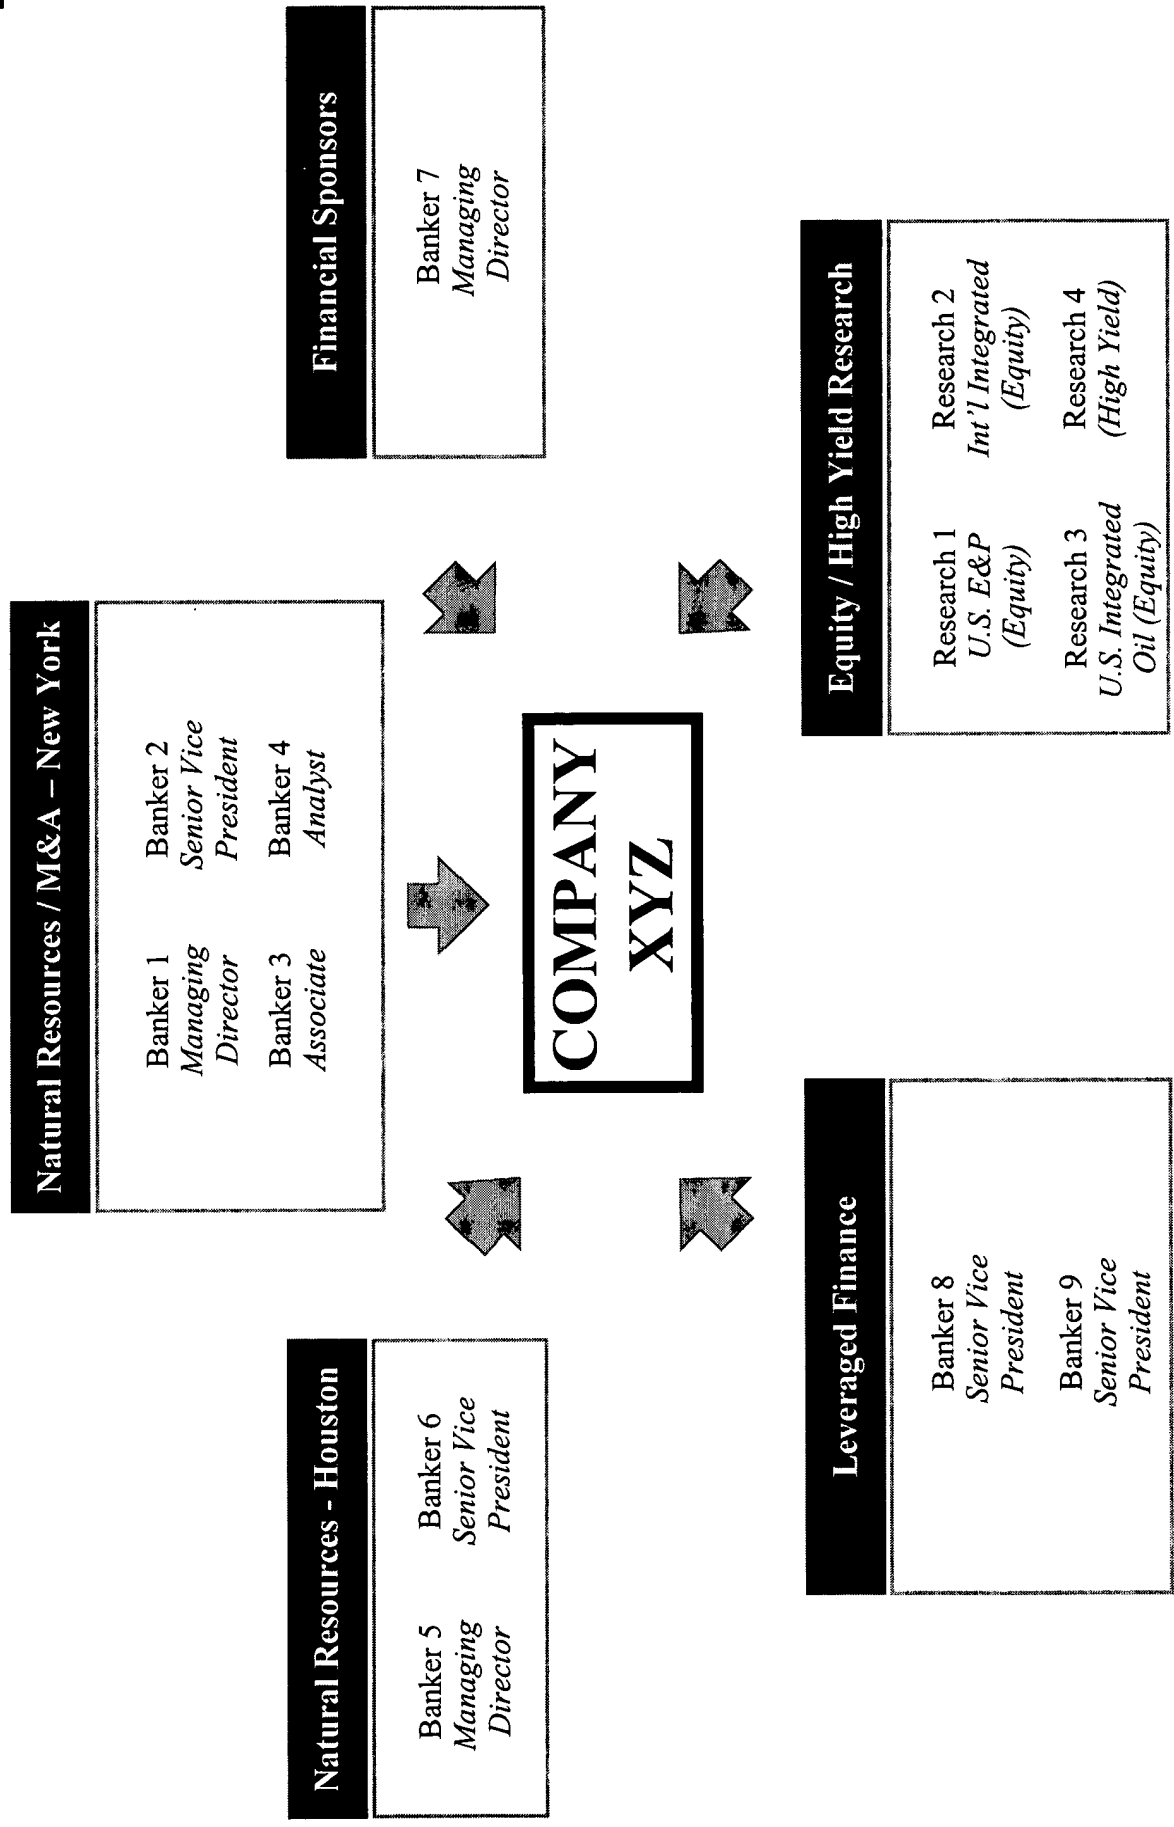 Natural Resources / M&A – New York
Banker 1
Managing
Director
Banker 2
Senior Vice
President
Banker 3
Associate
Banker 4
Analyst
Natural Resources - Houston
Banker 5
Managing
Director
Banker 6
Senior Vice
President
Financial Sponsors
Banker 7
Managing
Director
COMPANY
XYZ
Leveraged Finance
Banker 8
Senior Vice
President
Banker 9
Senior Vice
President
Equity / High Yield Research
Research 1
U.S. E&P
(Equity)
Research 2
Int'l Integrated
(Equity)
Research 3
U.S. Integrated
Oil (Equity)
Research 4
(High Yield)